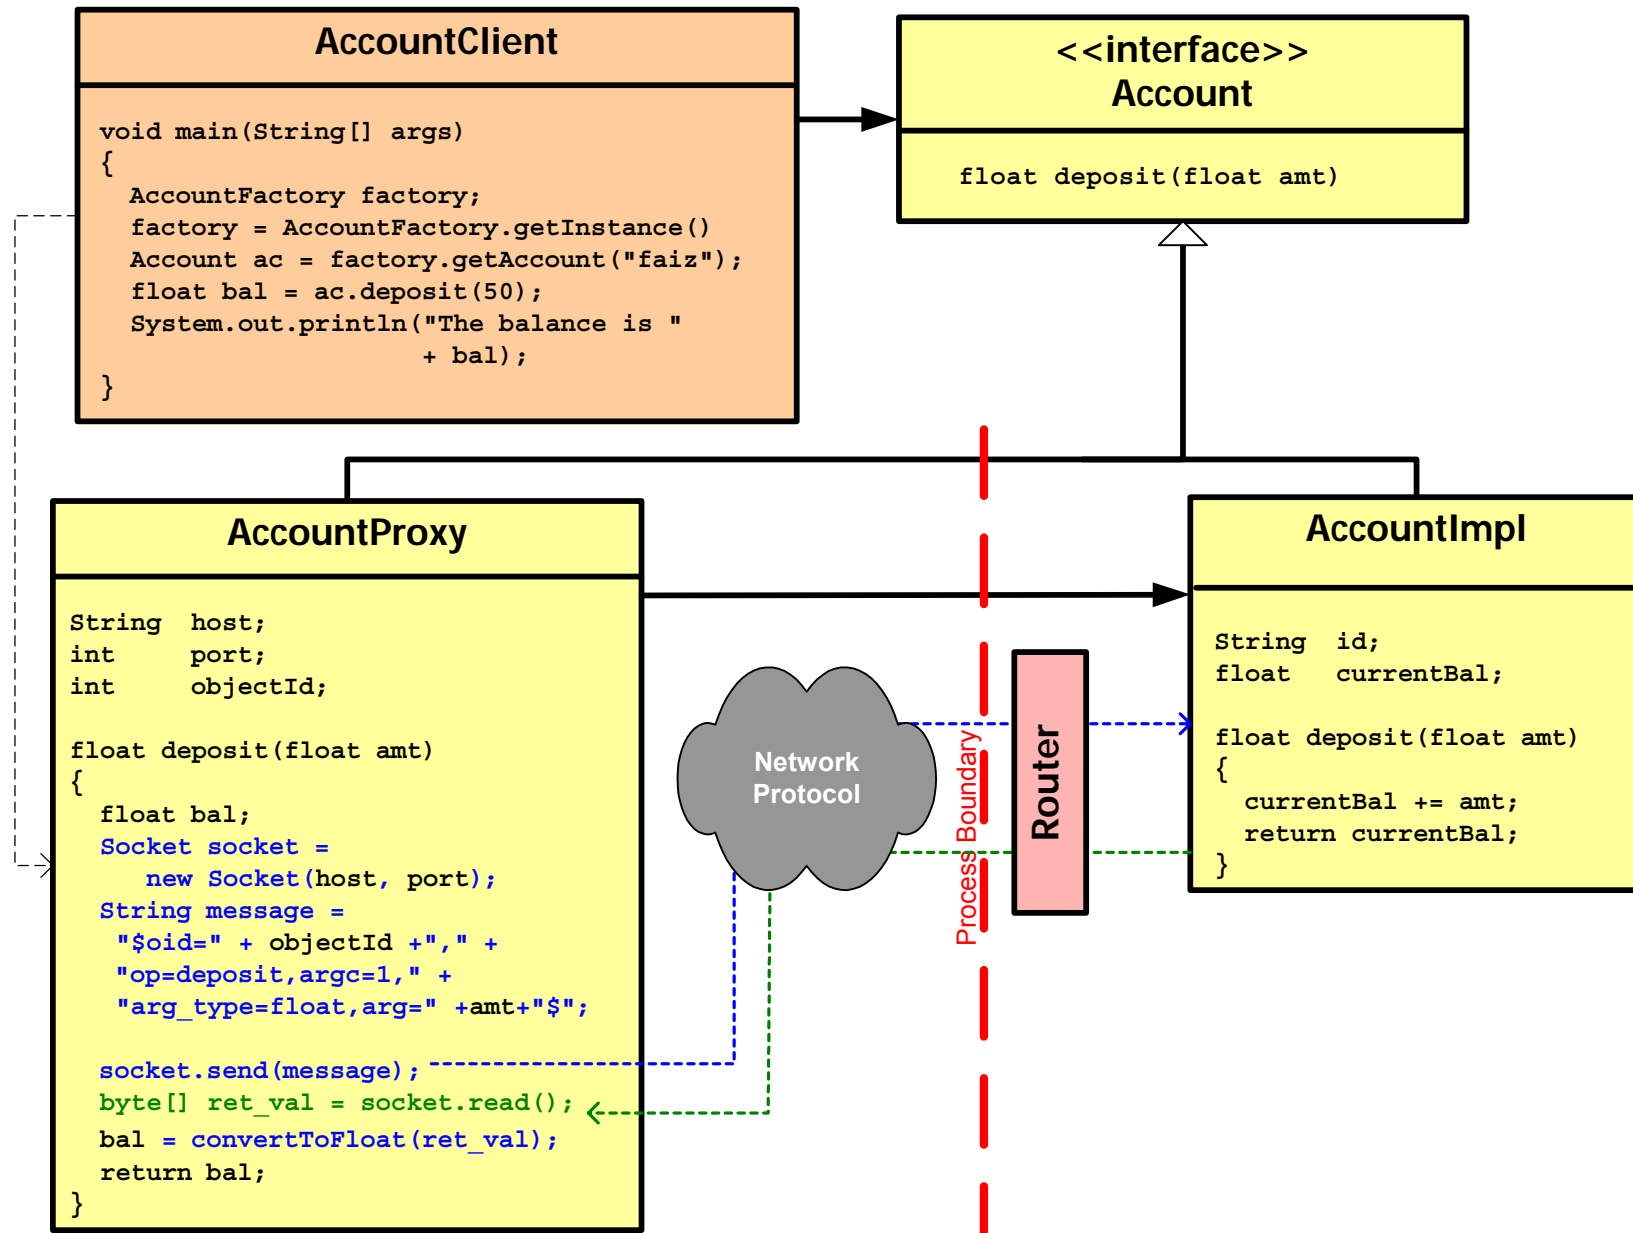 AccountClient
void main(String[] args)
{
AccountFactory factory;
factory = AccountFactory.getInstance()
Account ac = factory.getAccount("faiz");
float bal = ac.deposit(50);
System.out.println("The balance is "
+ bal);
}
<<interface>>
Account
float deposit(float amt)
AccountProxy
String host;
int port;
int objectId;
float deposit(float amt)
{
float bal;
Socket socket =
new Socket(host, port);
String message =
"$oid=" + objectId +"," +
"op=deposit,argc=1," +
"arg_type=float,arg=" +amt+"$";
socket.send(message);
byte[] ret_val = socket.read();
bal = convertToFloat(ret_val);
return bal;
}
Network
Protocol
Process Boundary
Router
AccountImpl
String id;
float currentBal;
float deposit(float amt)
{
currentBal += amt;
return currentBal;
}